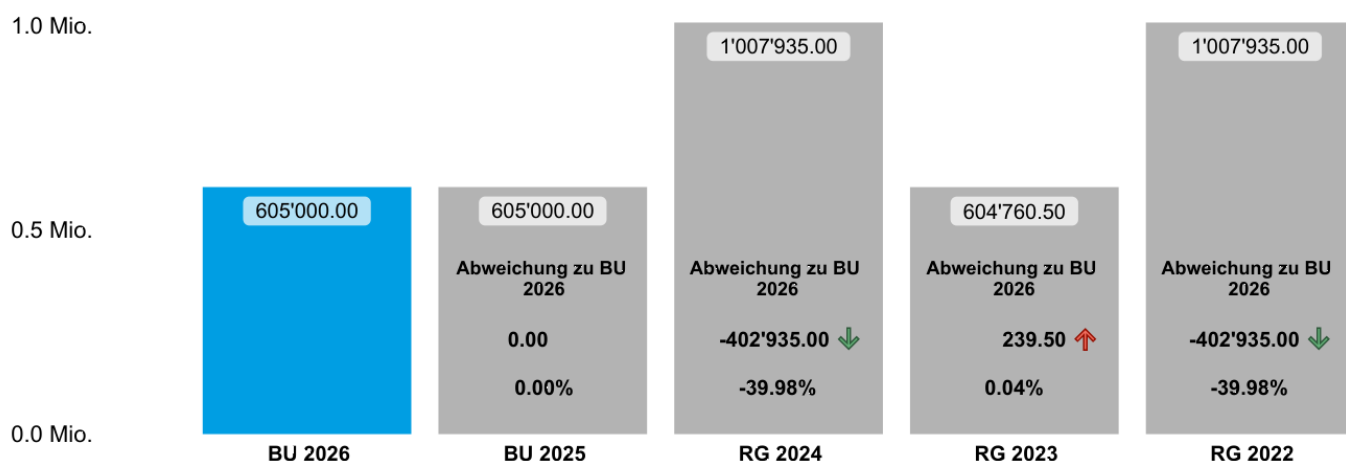 1.0 Mio.
0.5 Mio.
0.0 Mio.
605'000.00
BU 2026
605'000.00
Abweichung zu BU
2026
0.00
0.00%
BU 2025
1'007'935.00
Abweichung zu BU
2026
-402'935.00
-39.98%
RG 2024
604'760.50
Abweichung zu BU
2026
239.50
0.04%
RG 2023
1'007'935.00
Abweichung zu BU
2026
-402'935.00
-39.98%
RG 2022